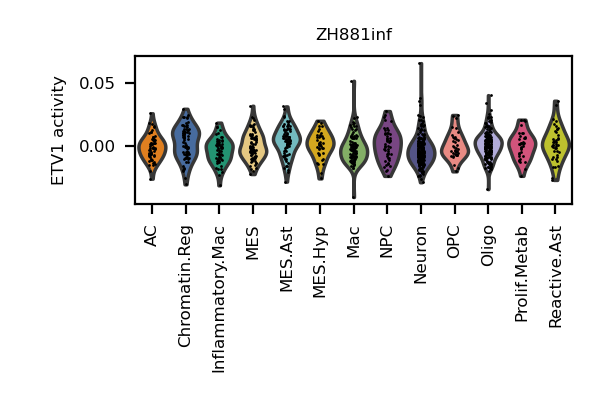 ZH881inf
ETV1 activity
0.05
0.00
AC
Chromatin.Reg
Inflammatory.Mac
MES
MES.Ast
MES.Hyp
Mac
NPC
Neuron
OPC
Oligo
Prolif.Metab
Reactive.Ast